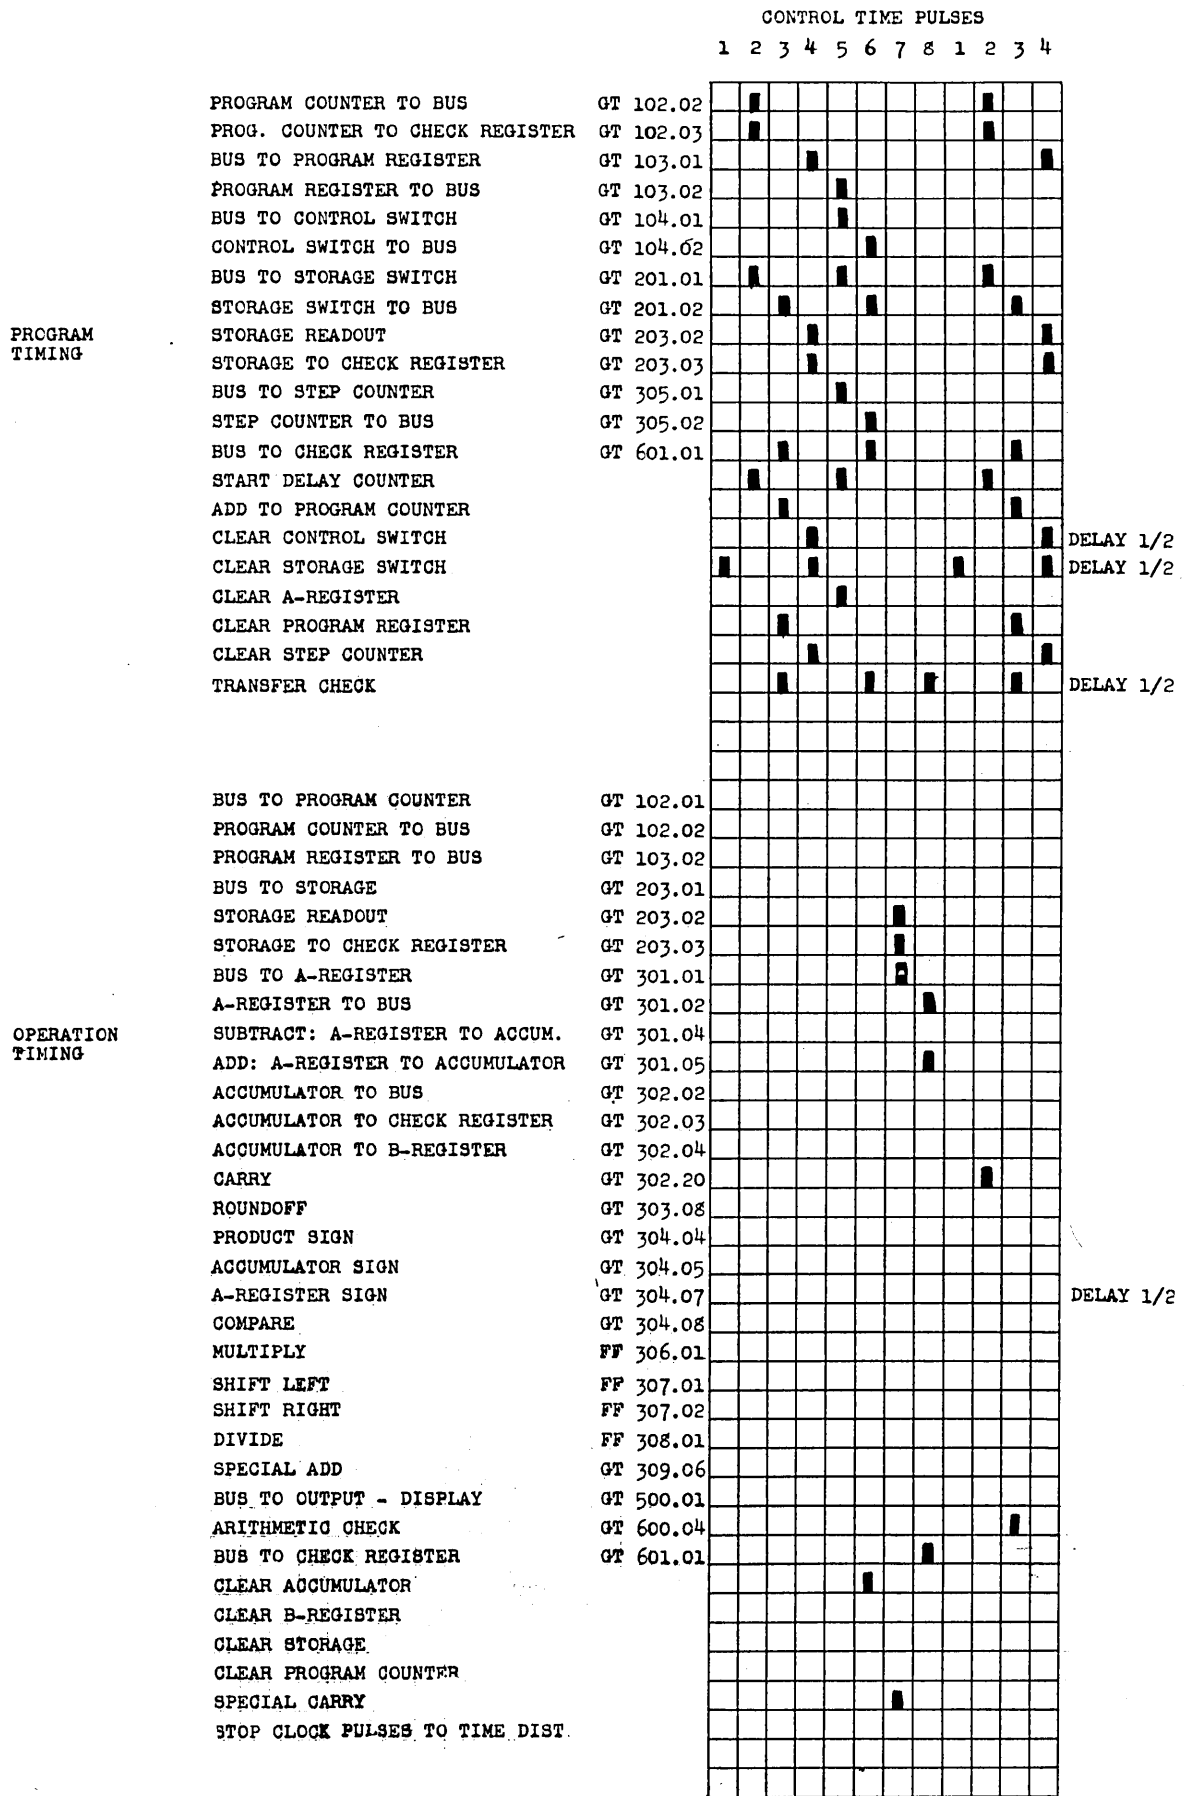 CONTROL TIME PULSES
1 2 3 4 5 6 7 8 1 2 3 4
PROGRAM COUNTER TO BUS GT 102.02
PROG. COUNTER TO CHECK REGISTER GT 102.03
BUS TO PROGRAM REGISTER GT 103.01
PROGRAM REGISTER TO BUS GT 103.02
BUS TO CONTROL SWITCH GT 104.01
CONTROL SWITCH TO BUS GT 104.02
BUS TO STORAGE SWITCH GT 201.01
STORAGE SWITCH TO BUS GT 201.02
PROGRAM TIMING
STORAGE READOUT GT 203.02
STORAGE TO CHECK REGISTER GT 203.03
BUS TO STEP COUNTER GT 305.01
STEP COUNTER TO BUS GT 305.02
BUS TO CHECK REGISTER GT 601.01
START DELAY COUNTER
ADD TO PROGRAM COUNTER
CLEAR CONTROL SWITCH DELAY 1/2
CLEAR STORAGE SWITCH DELAY 1/2
CLEAR A-REGISTER
CLEAR PROGRAM REGISTER
CLEAR STEP COUNTER
TRANSFER CHECK DELAY 1/2
BUS TO PROGRAM COUNTER GT 102.01
PROGRAM COUNTER TO BUS GT 102.02
PROGRAM REGISTER TO BUS GT 103.02
BUS TO STORAGE GT 203.01
STORAGE READOUT GT 203.02
STORAGE TO CHECK REGISTER GT 203.03
BUS TO A-REGISTER GT 301.01
A-REGISTER TO BUS GT 301.02
OPERATION TIMING
SUBTRACT: A-REGISTER TO ACCUM. GT 301.04
ADD: A-REGISTER TO ACCUMULATOR GT 301.05
ACCUMULATOR TO BUS GT 302.02
ACCUMULATOR TO CHECK REGISTER GT 302.03
ACCUMULATOR TO B-REGISTER GT 302.04
CARRY GT 302.20
ROUNDOFF GT 303.08
PRODUCT SIGN GT 304.04
ACCUMULATOR SIGN GT 304.05
A-REGISTER SIGN GT 304.07 DELAY 1/2
COMPARE GT 304.08
MULTIPLY FF 306.01
SHIFT LEFT FF 307.01
SHIFT RIGHT FF 307.02
DIVIDE FF 308.01
SPECIAL ADD GT 309.06
BUS TO OUTPUT - DISPLAY GT 500.01
ARITHMETIC CHECK GT 600.04
BUS TO CHECK REGISTER GT 601.01
CLEAR ACCUMULATOR
CLEAR B-REGISTER
CLEAR STORAGE
CLEAR PROGRAM COUNTER
SPECIAL CARRY
STOP CLOCK PULSES TO TIME DIST.